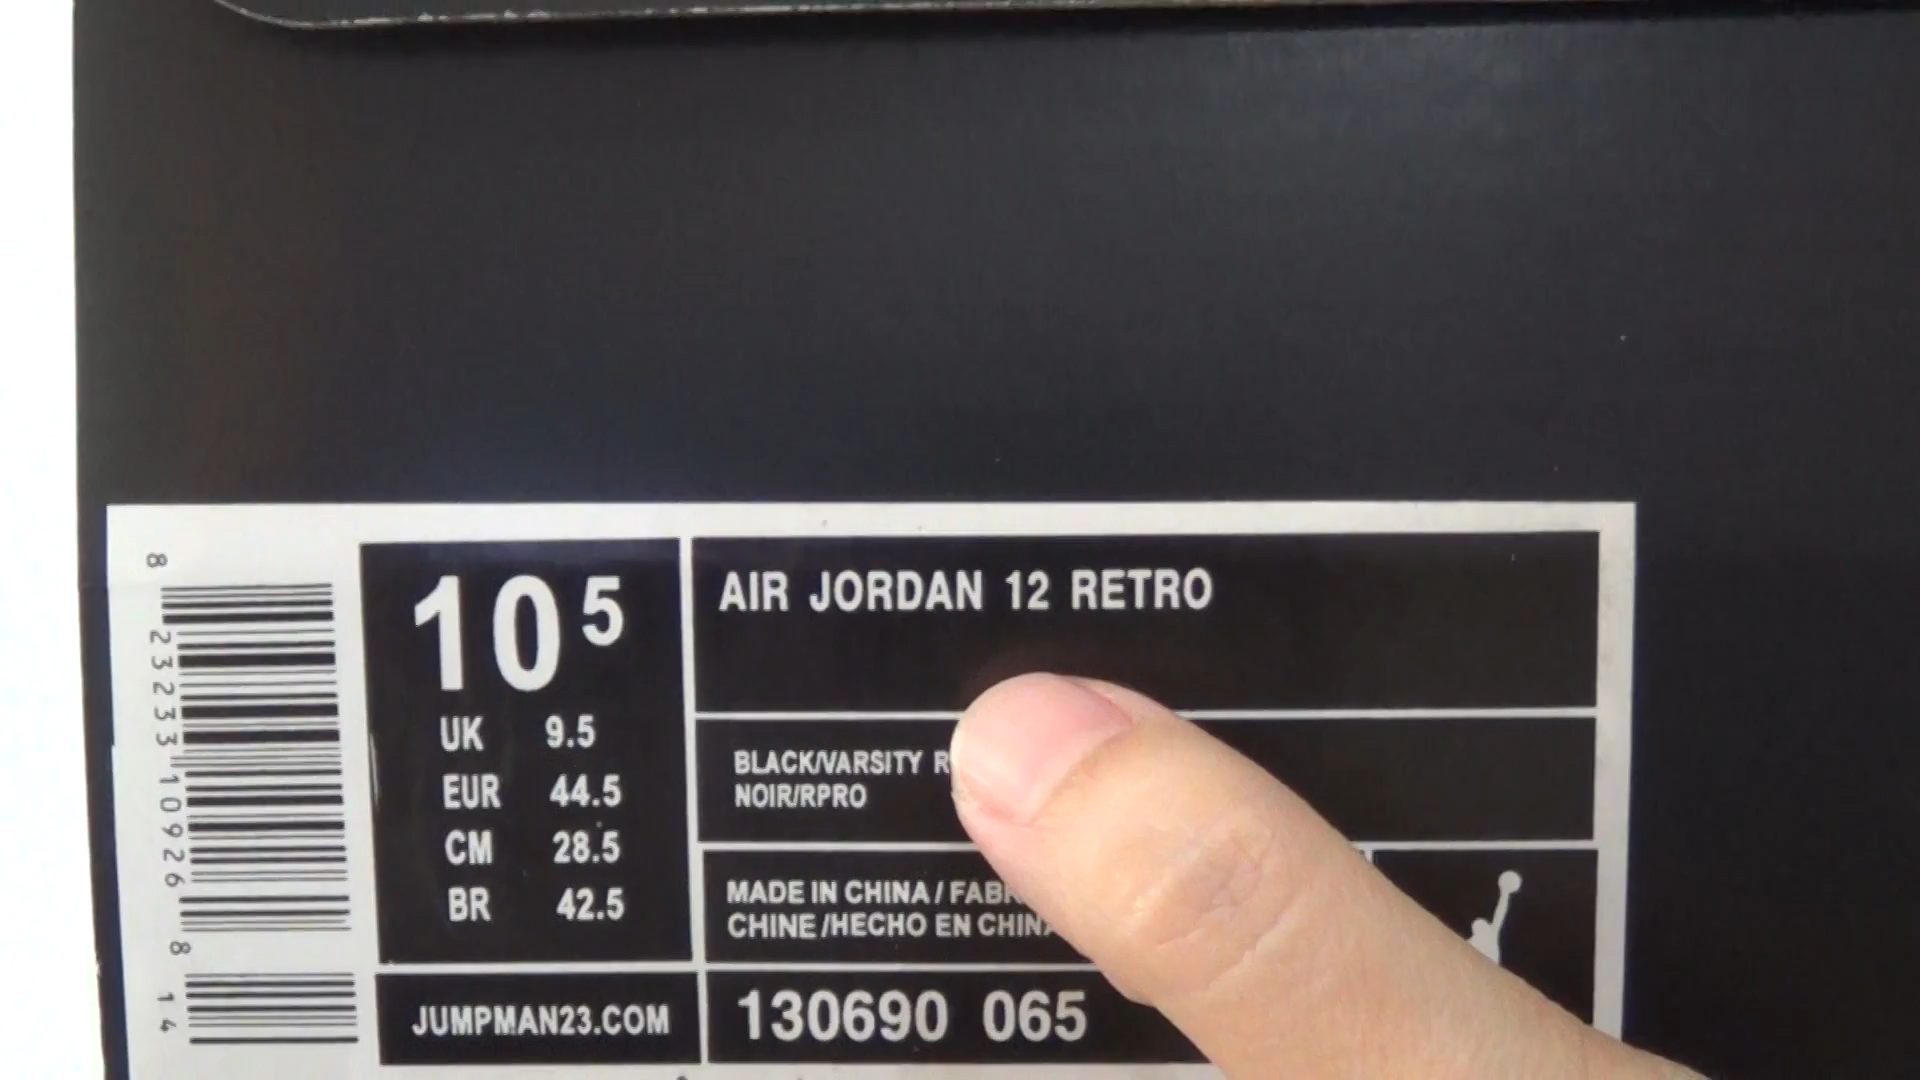 8 23233 10926 8 14
10 5
UK 9.5
EUR 44.5
CM 28.5
BR 42.5
JUMPMAN23.COM
AIR JORDAN 12 RETRO
BLACK/VARSITY
NOIR/RPRO
MADE IN CHINA /
CHINE /HECHO EN
130690 065